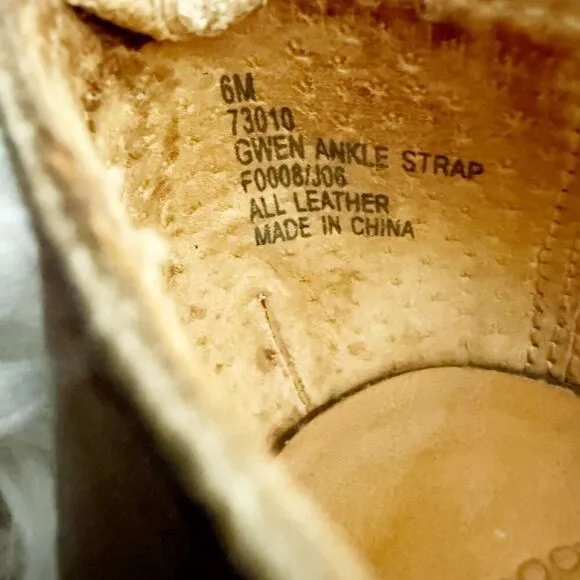 6M
73010
GWEN ANKLE STRAP
F0008/J06
ALL LEATHER
MADE IN CHINA